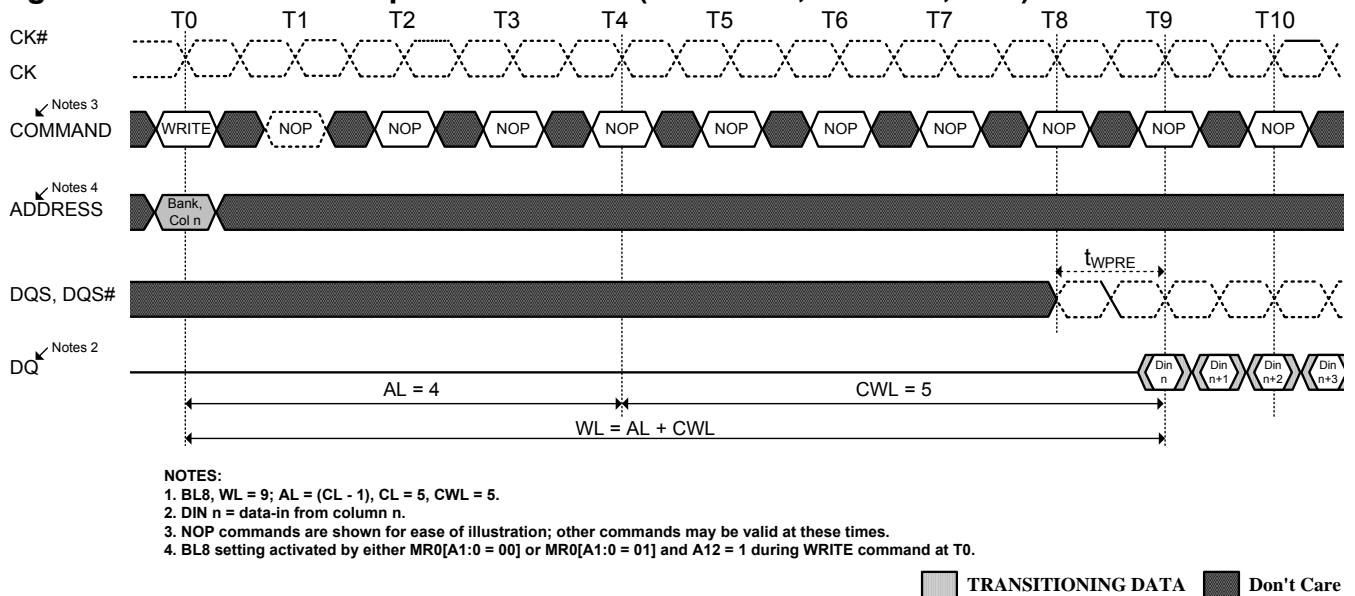 T0 T1 T2 T3 T4 T5 T6 T7 T8 T9 T10
CK#
CK
Notes 3
COMMAND
WRITE NOP NOP NOP NOP NOP NOP NOP NOP NOP NOP
Notes 4
ADDRESS
Bank,
Col n
tWPRE
DQS, DQS#
Notes 2
DQ
Din
n
Din
n+1
Din
n+2
Din
n+3
AL = 4
CWL = 5
WL = AL + CWL
NOTES:
1. BL8, WL = 9; AL = (CL - 1), CL = 5, CWL = 5.
2. DIN n = data-in from column n.
3. NOP commands are shown for ease of illustration; other commands may be valid at these times.
4. BL8 setting activated by either MR0[A1:0 = 00] or MR0[A1:0 = 01] and A12 = 1 during WRITE command at T0.
TRANSITIONING DATA Don't Care